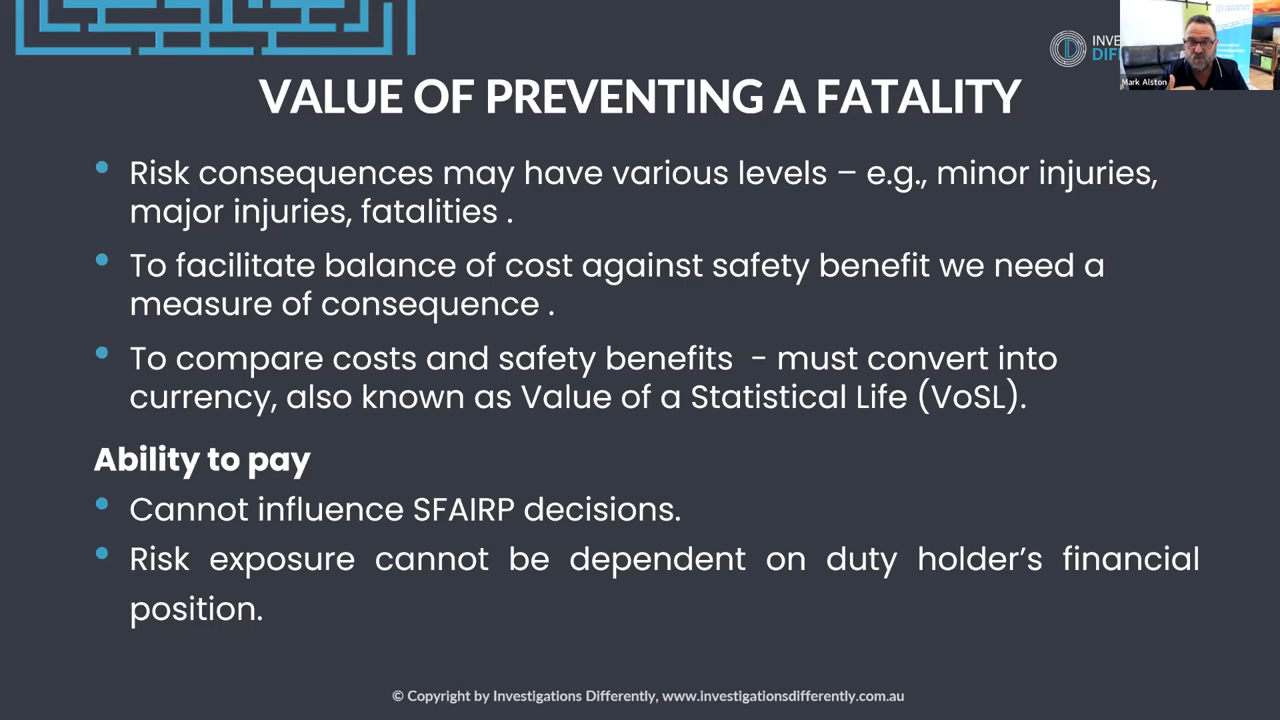 INVE
DIF
Mark Alston
VALUE OF PREVENTING A FATALITY
• Risk consequences may have various levels – e.g., minor injuries,
major injuries, fatalities .
• To facilitate balance of cost against safety benefit we need a
measure of consequence .
• To compare costs and safety benefits - must convert into
currency, also known as Value of a Statistical Life (VoSL).
Ability to pay
• Cannot influence SFAIRP decisions.
• Risk exposure cannot be dependent on duty holder’s financial
position.
© Copyright by Investigations Differently, www.investigationsdifferently.com.au